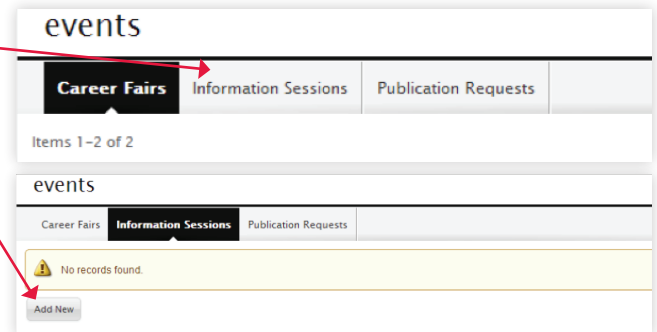 events
Career Fairs Information Sessions Publication Requests
Items 1-2 of 2
events
Career Fairs Information Sessions Publication Requests
No records found.
Add New